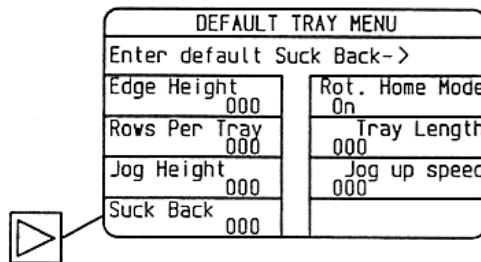 DEFAULT TRAY MENU
Enter default Suck Back->
Edge Height
000
Rot. Home Mode
On
Rows Per Tray
000
Tray Length
000
Jog Height
000
Jog up speed
000
Suck Back
000